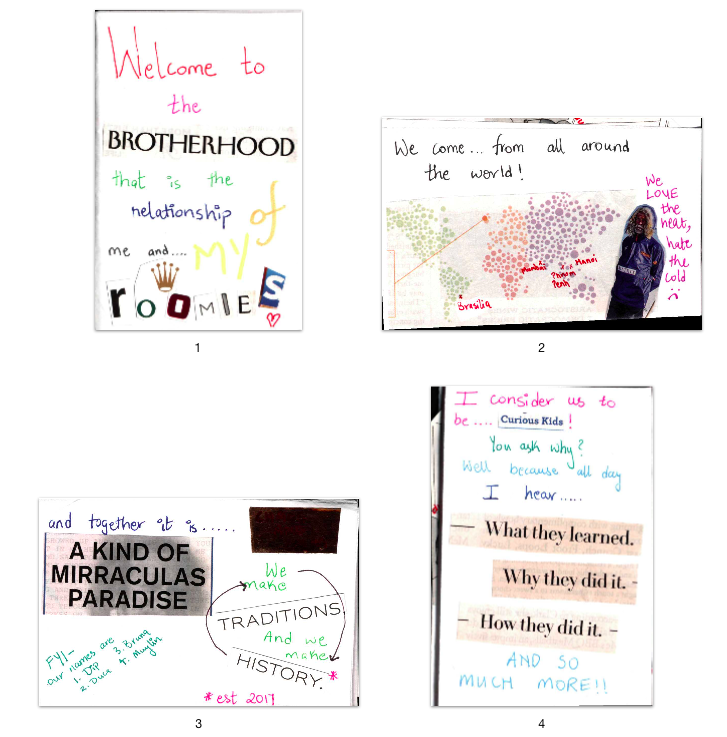 Welcome to
the
BROTHERHOOD
that is the
relationship
of
me and....
MY
roomies
1
We come... from all around
the world!
We
LOVE
the
heat,
hate
the
cold
Mumbai
Hanoi
Phnom
Penh
Brasilia
2
and together it is.....
A KIND OF
MIRRACULAS
PARADISE
We
make
TRADITIONS.
And we
make
HISTORY.*
FYI-
our names are
1. Dip
2. Duck
3. Bruna
4. Muylin
*est 2017
3
I consider us to
be.... Curious Kids!
You ask why?
Well because all day
I hear.....
— What they learned.
Why they did it. -
— How they did it. —
AND SO
MUCH MORE!!
4